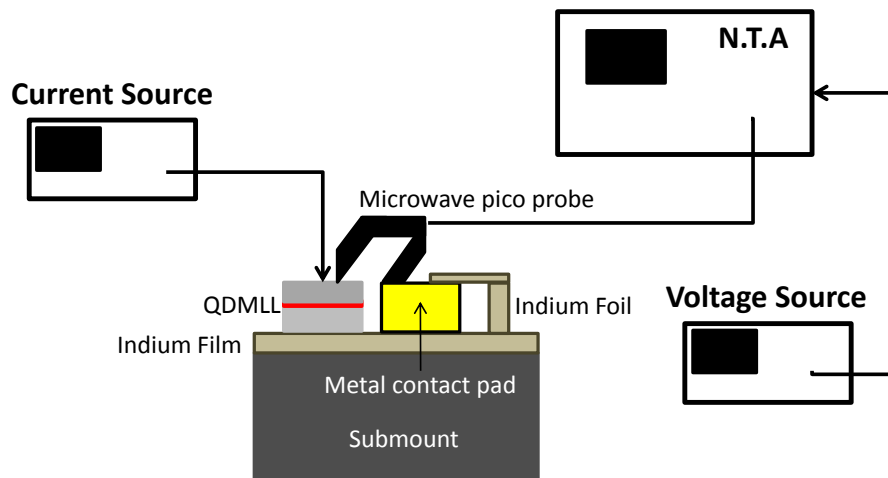 N.T.A
Current Source
Microwave pico probe
QDMLL
Indium Foil
Voltage Source
Indium Film
Metal contact pad
Submount